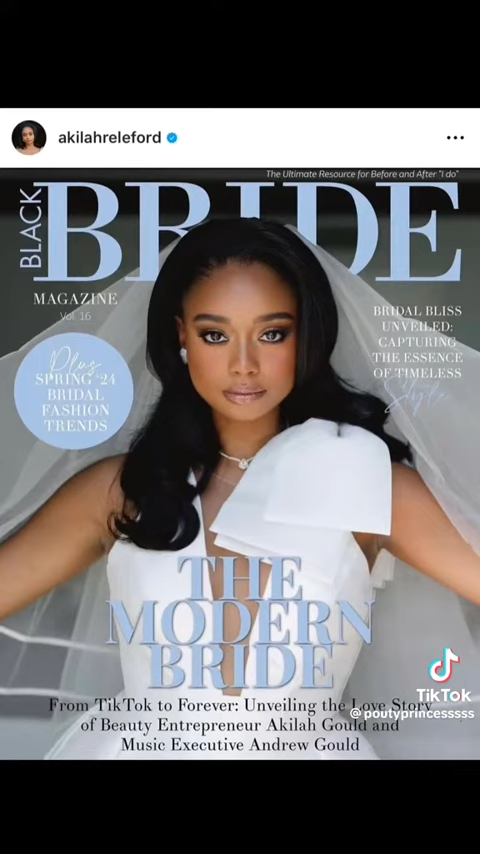 akilahreleford
The Ultimate Resource for Before and After "I do"
BLACK
BRIDE
MAGAZINE
Vol. 16
Plus
SPRING '24
BRIDAL
FASHION
TRENDS
BRIDAL BLISS
UNVEILED:
CAPTURING
THE ESSENCE
OF TIMELESS
Style
THE
MODERN
BRIDE
From TikTok to Forever: Unveiling the Love Story
of Beauty Entrepreneur Akilah Gould and
Music Executive Andrew Gould
TikTok
@poutyprincesssss